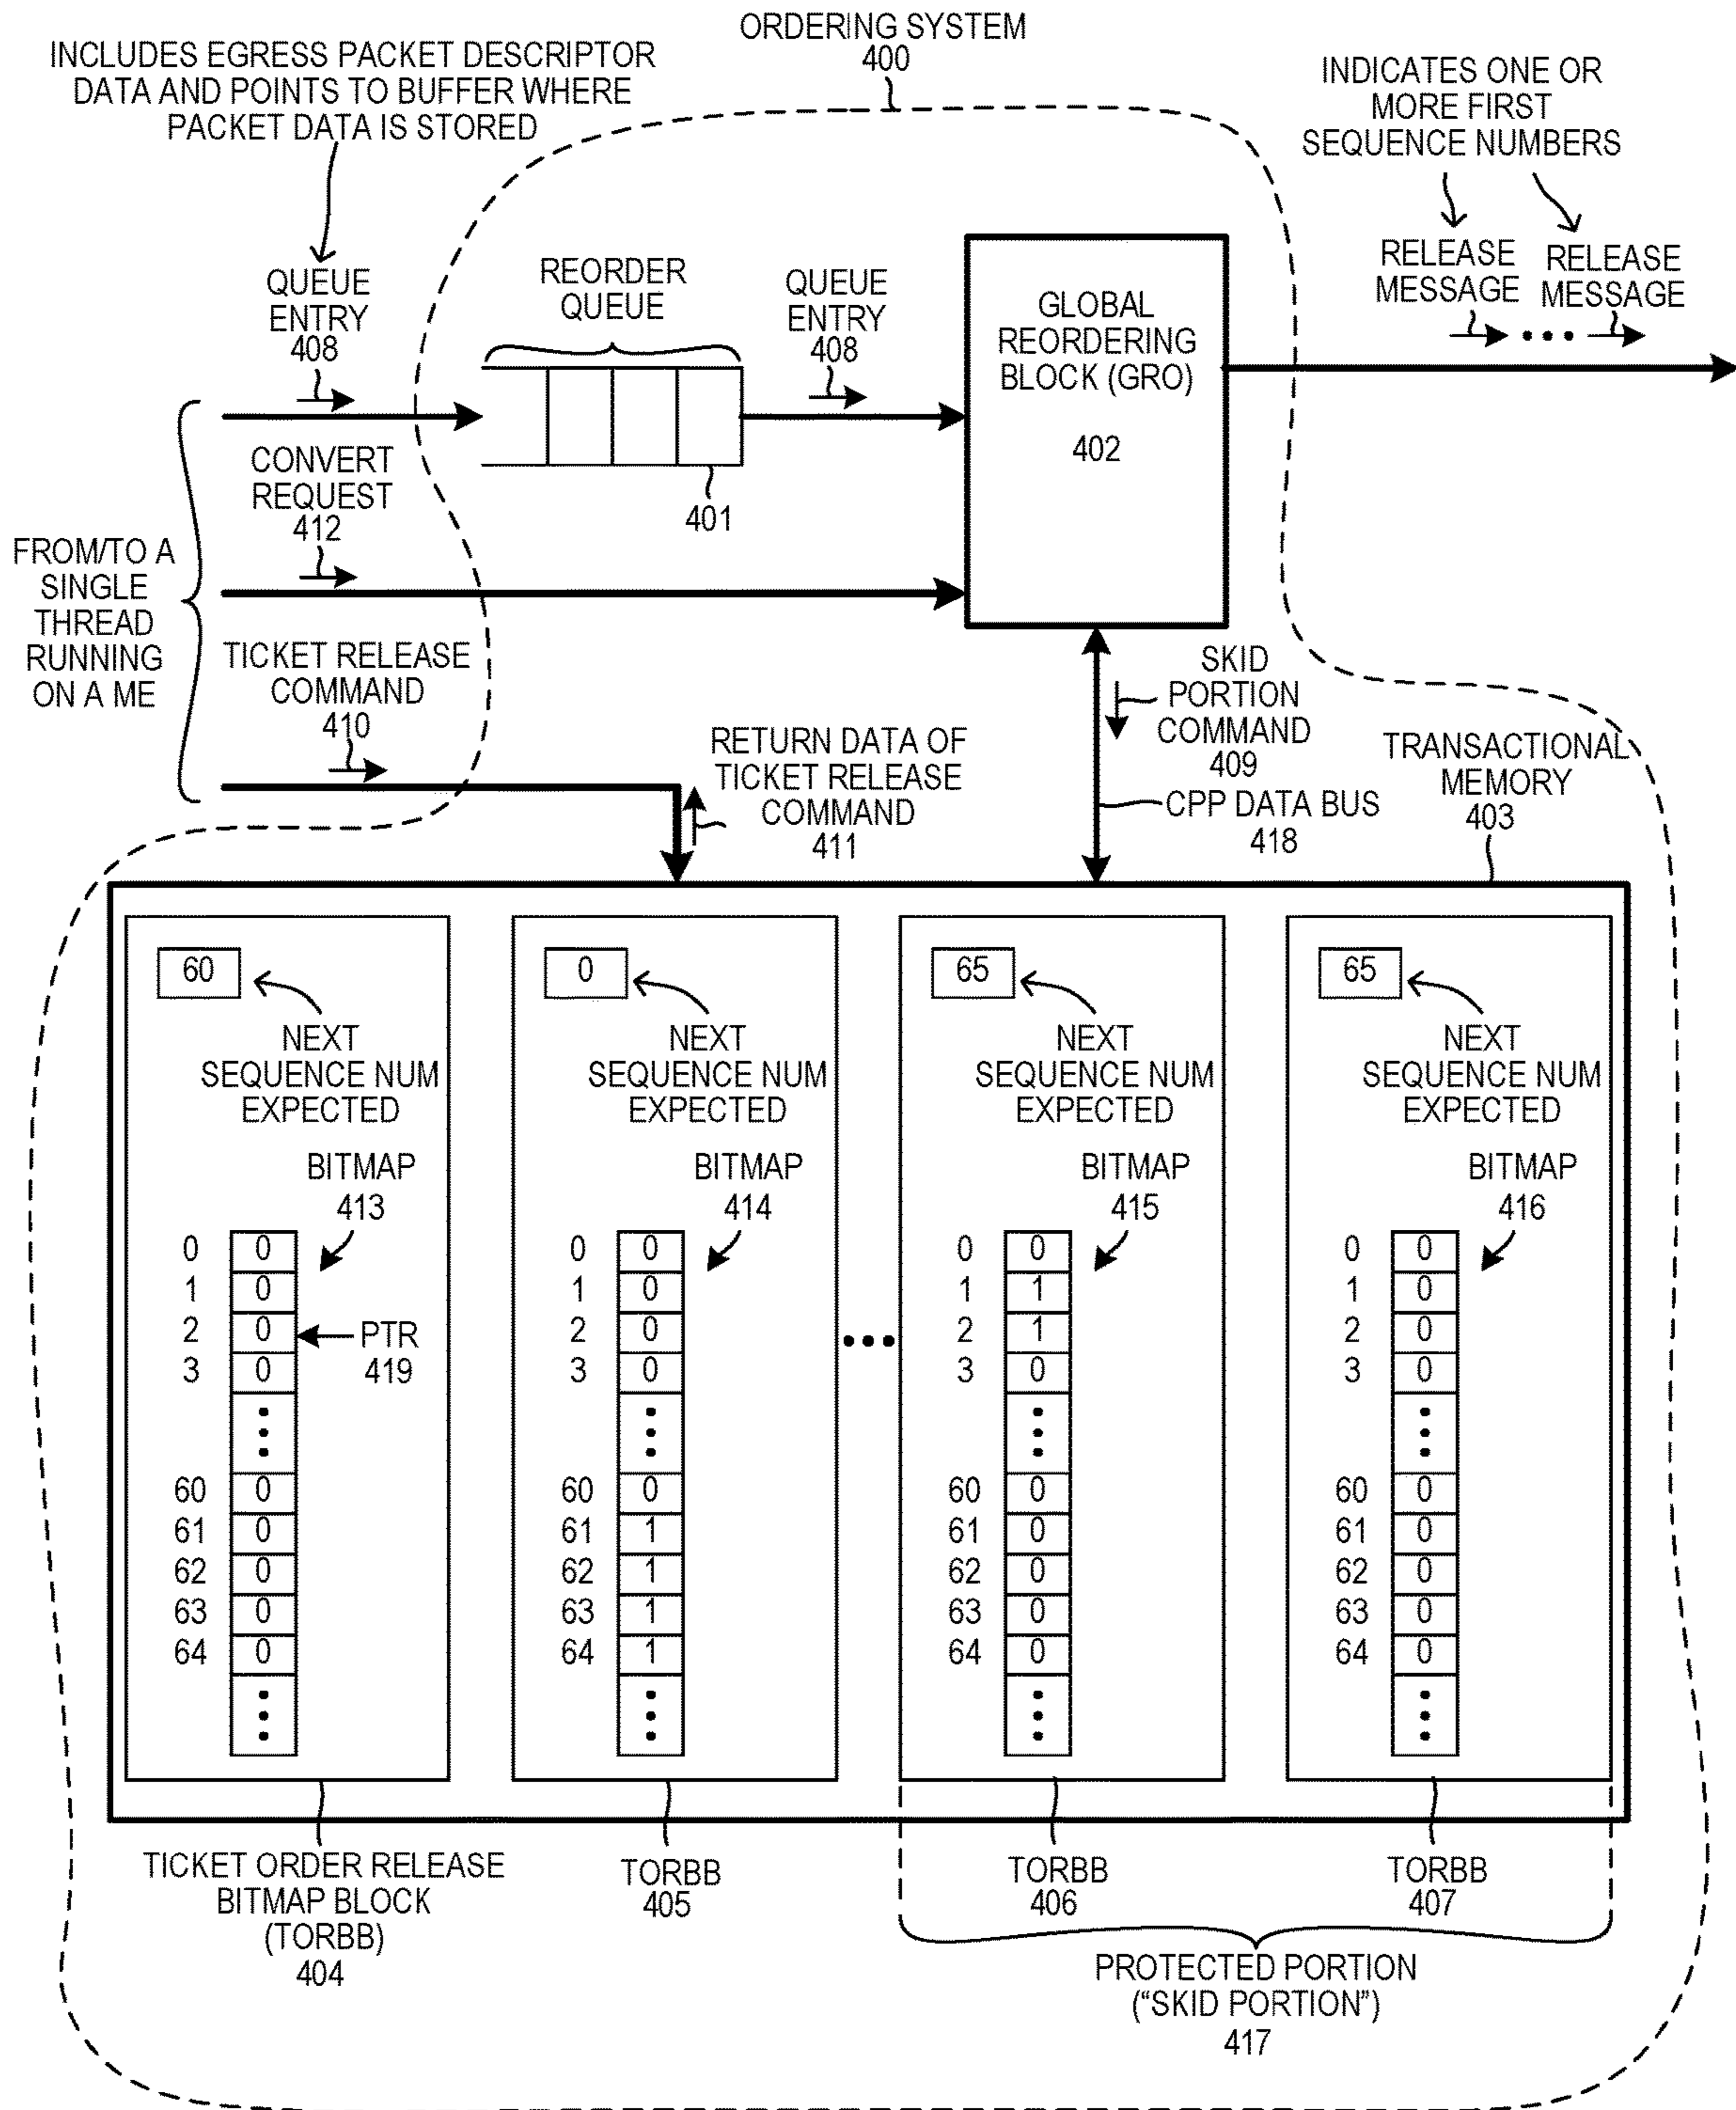 ORDERING SYSTEM
400
INCLUDES EGRESS PACKET DESCRIPTOR
DATA AND POINTS TO BUFFER WHERE
PACKET DATA IS STORED
INDICATES ONE OR
MORE FIRST
SEQUENCE NUMBERS
QUEUE
ENTRY
408
REORDER
QUEUE
401
QUEUE
ENTRY
408
GLOBAL
REORDERING
BLOCK (GRO)
402
RELEASE
MESSAGE
RELEASE
MESSAGE
CONVERT
REQUEST
412
FROM/TO A
SINGLE
THREAD
RUNNING
ON A ME
TICKET RELEASE
COMMAND
410
RETURN DATA OF
TICKET RELEASE
COMMAND
411
SKID
PORTION
COMMAND
409
CPP DATA BUS
418
TRANSACTIONAL
MEMORY
403
60
NEXT
SEQUENCE NUM
EXPECTED
BITMAP
413
0 0
1 0
2 0
PTR
419
3 0
60 0
61 0
62 0
63 0
64 0
0
NEXT
SEQUENCE NUM
EXPECTED
BITMAP
414
0 0
1 0
2 0
3 0
60 0
61 1
62 1
63 1
64 1
65
NEXT
SEQUENCE NUM
EXPECTED
BITMAP
415
0 0
1 1
2 1
3 0
60 0
61 0
62 0
63 0
64 0
65
NEXT
SEQUENCE NUM
EXPECTED
BITMAP
416
0 0
1 0
2 0
3 0
60 0
61 0
62 0
63 0
64 0
TICKET ORDER RELEASE
BITMAP BLOCK
(TORBB)
404
TORBB
405
TORBB
406
TORBB
407
PROTECTED PORTION
(“SKID PORTION”)
417